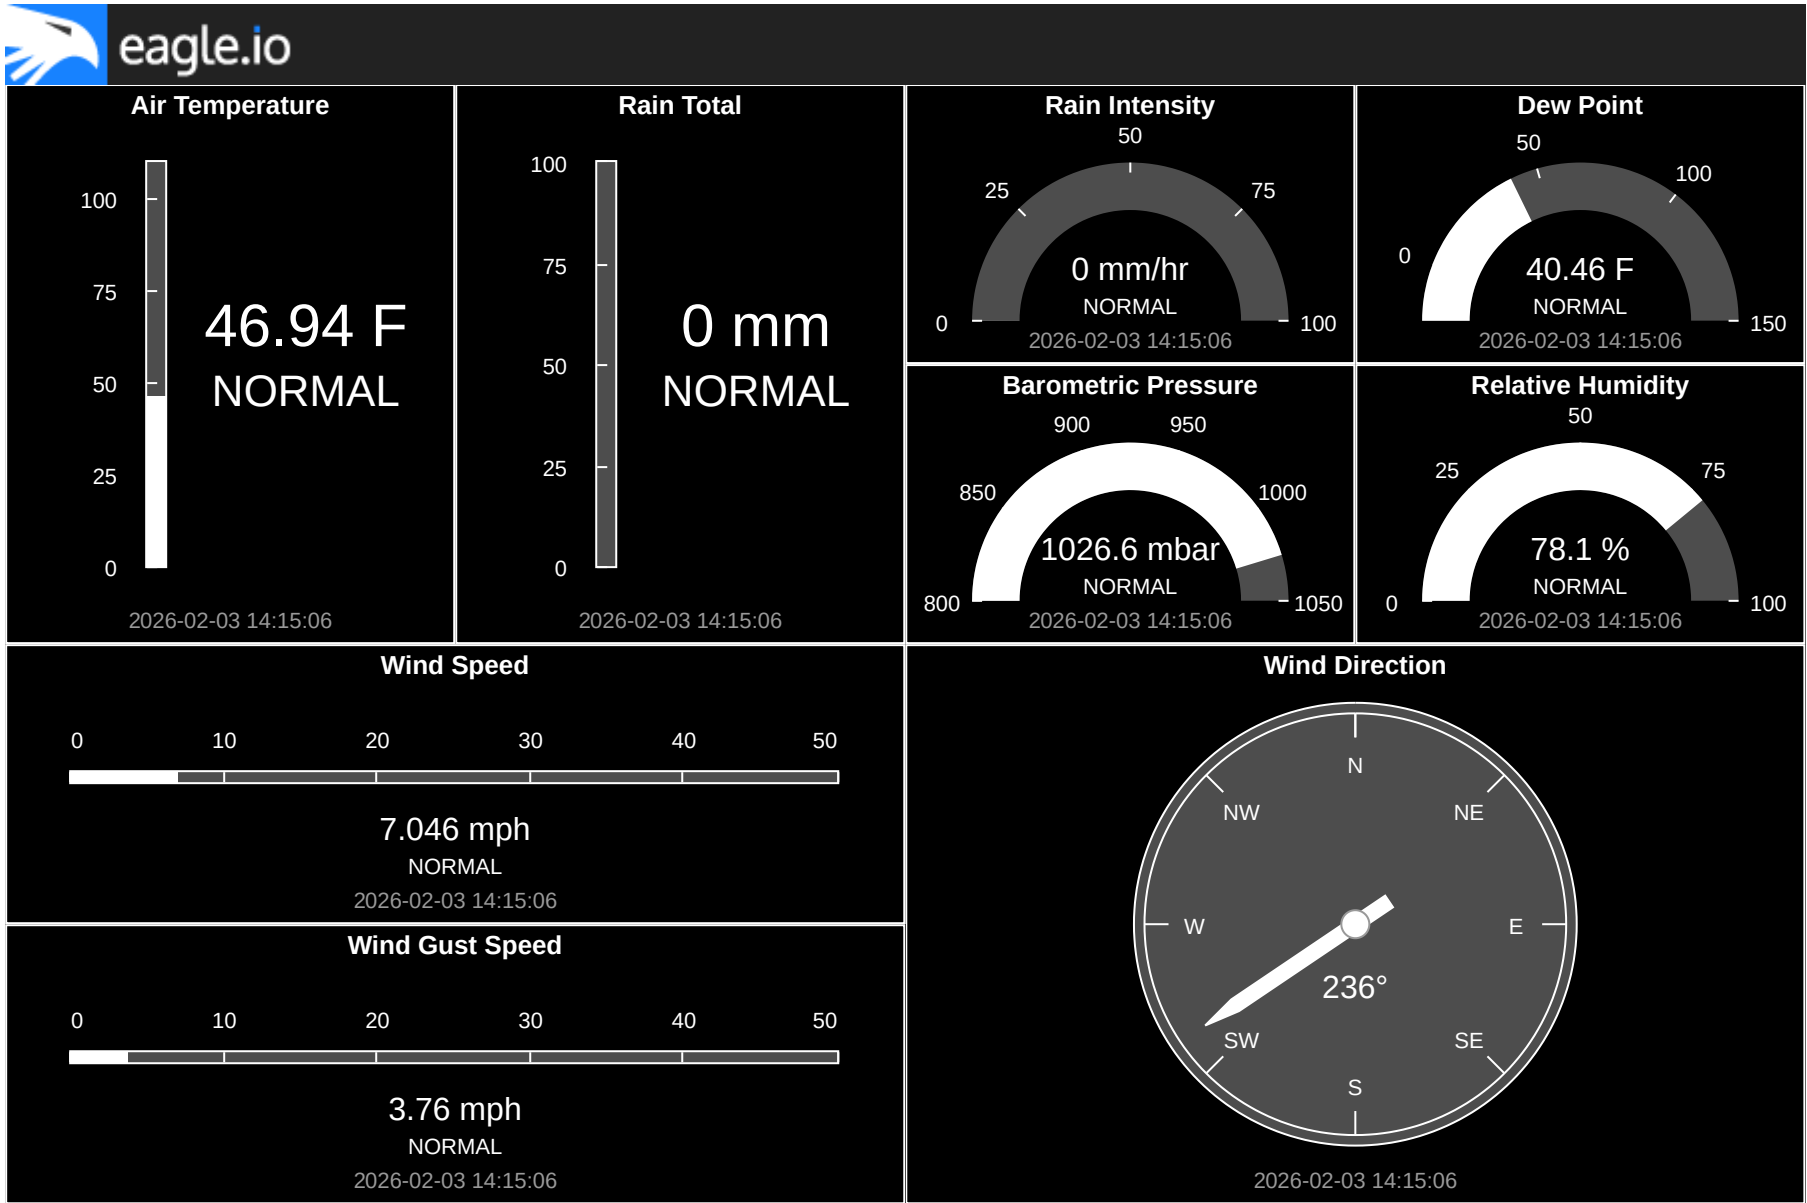 eagle.io
Air Temperature
100
75
50
25
0
46.94 F
NORMAL
2026-02-03 14:15:06
Rain Total
100
75
50
25
0
0 mm
NORMAL
2026-02-03 14:15:06
Rain Intensity
50
25
75
0
100
0 mm/hr
NORMAL
2026-02-03 14:15:06
Dew Point
50
100
0
150
40.46 F
NORMAL
2026-02-03 14:15:06
Barometric Pressure
900
950
850
1000
800
1050
1026.6 mbar
NORMAL
2026-02-03 14:15:06
Relative Humidity
50
25
75
0
100
78.1 %
NORMAL
2026-02-03 14:15:06
Wind Speed
0 10 20 30 40 50
7.046 mph
NORMAL
2026-02-03 14:15:06
Wind Gust Speed
0 10 20 30 40 50
3.76 mph
NORMAL
2026-02-03 14:15:06
Wind Direction
N
NW NE
W E
236°
SW SE
S
2026-02-03 14:15:06